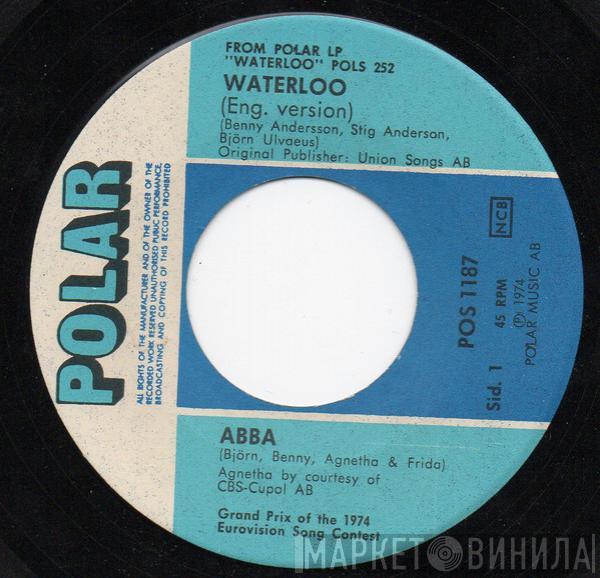 FROM POLAR LP
"WATERLOO" POLS 252
WATERLOO
(Eng. version)
(Benny Andersson, Stig Anderson,
Björn Ulvaeus)
Original Publisher: Union Songs AB
POLAR
ALL RIGHTS OF THE MANUFACTURER AND OF THE OWNER OF THE
RECORDED WORK RESERVED UNAUTHORISED PUBLIC PERFORMANCE,
BROADCASTING AND COPYING OF THIS RECORD PROHIBITED
NCB
POS 1187
45 RPM
Ⓟ 1974
POLAR MUSIC AB
Sid. 1
ABBA
(Björn, Benny, Agnetha & Frida)
Agnetha by courtesy of
CBS-Cupol AB
Grand Prix of the 1974
Eurovision Song Contest
МАРКЕТ ВИНИЛА